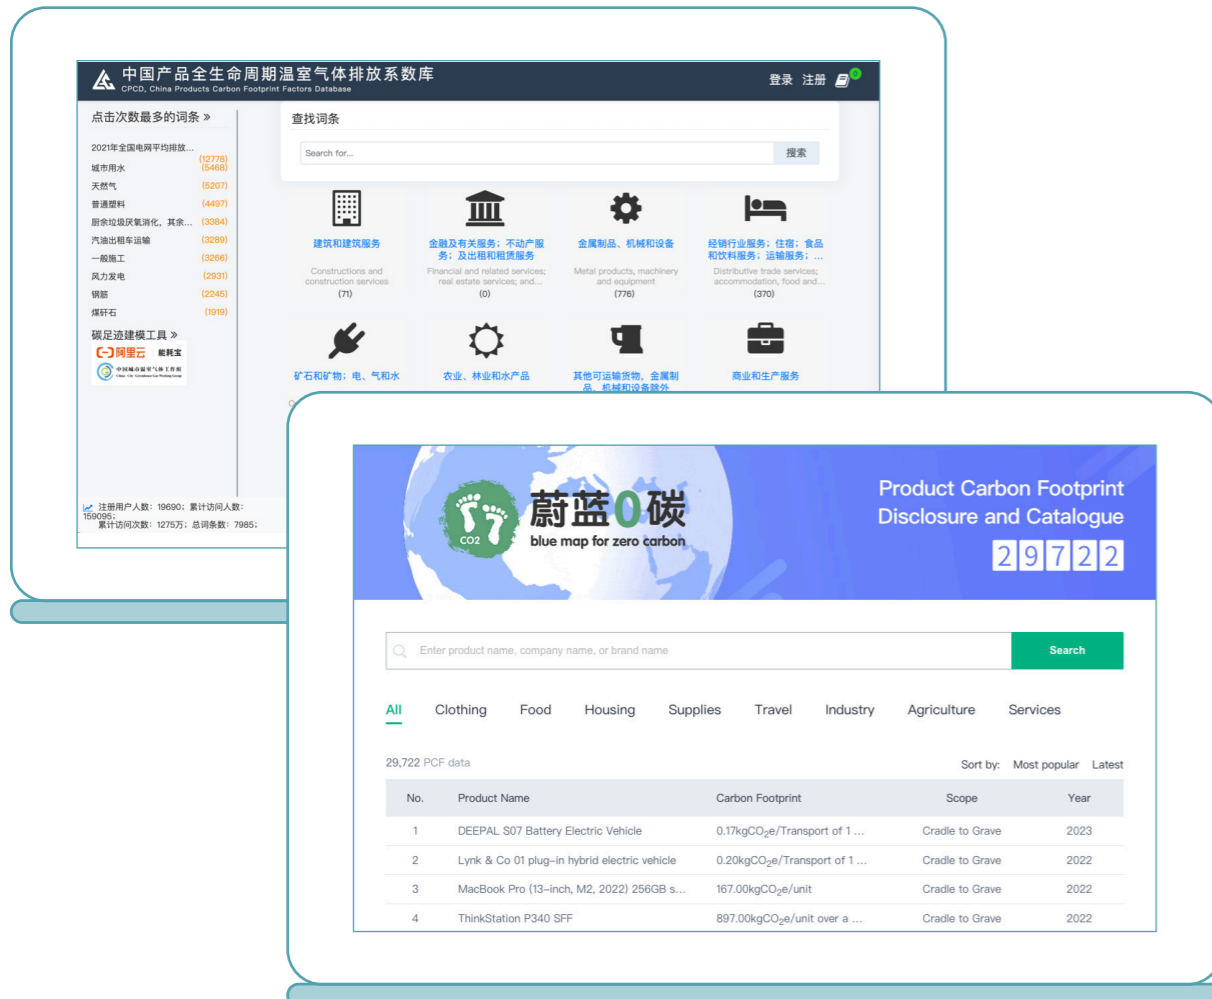 中国产品全生命周期温室气体排放系数库
CPCD, China Products Carbon Footprint Factors Database
登录 注册 0
点击次数最多的词条 »
2021年全国电网平均排放... (12778)
城市用水 (5468)
天然气 (5207)
普通塑料 (4497)
厨余垃圾厌氧消化，其余... (3384)
汽油出租车运输 (3289)
一般施工 (3266)
风力发电 (2931)
钢筋 (2245)
煤矸石 (1919)
碳足迹建模工具 »
阿里云 能耗宝
中国城市温室气体工作组
China City Greenhouse Gas Working Group
注册用户人数：19690；累计访问人数：
159095；
累计访问次数：1275万；总词条数：7985；
查找词条
Search for...
搜索
建筑和建筑服务
Constructions and
construction services
(71)
金融及有关服务；不动产服
务；及出租和租赁服务
Financial and related services;
real estate services; and...
(0)
金属制品、机械和设备
Metal products, machinery
and equipment
(776)
经销行业服务；住宿；食品
和饮料服务；运输服务；...
Distributive trade services;
accommodation, food and...
(370)
矿石和矿物；电、气和水
农业、林业和水产品
其他可运输货物，金属制
品、机械和设备除外
商业和生产服务
CO2
蔚蓝0碳
blue map for zero carbon
Product Carbon Footprint
Disclosure and Catalogue
29722
Enter product name, company name, or brand name
Search
All Clothing Food Housing Supplies Travel Industry Agriculture Services
29,722 PCF data
Sort by: Most popular Latest
No. Product Name Carbon Footprint Scope Year
1 DEEPAL S07 Battery Electric Vehicle 0.17kgCO₂e/Transport of 1 ... Cradle to Grave 2023
2 Lynk & Co 01 plug-in hybrid electric vehicle 0.20kgCO₂e/Transport of 1 ... Cradle to Grave 2022
3 MacBook Pro (13-inch, M2, 2022) 256GB s... 167.00kgCO₂e/unit Cradle to Grave 2022
4 ThinkStation P340 SFF 897.00kgCO₂e/unit over a ... Cradle to Grave 2022